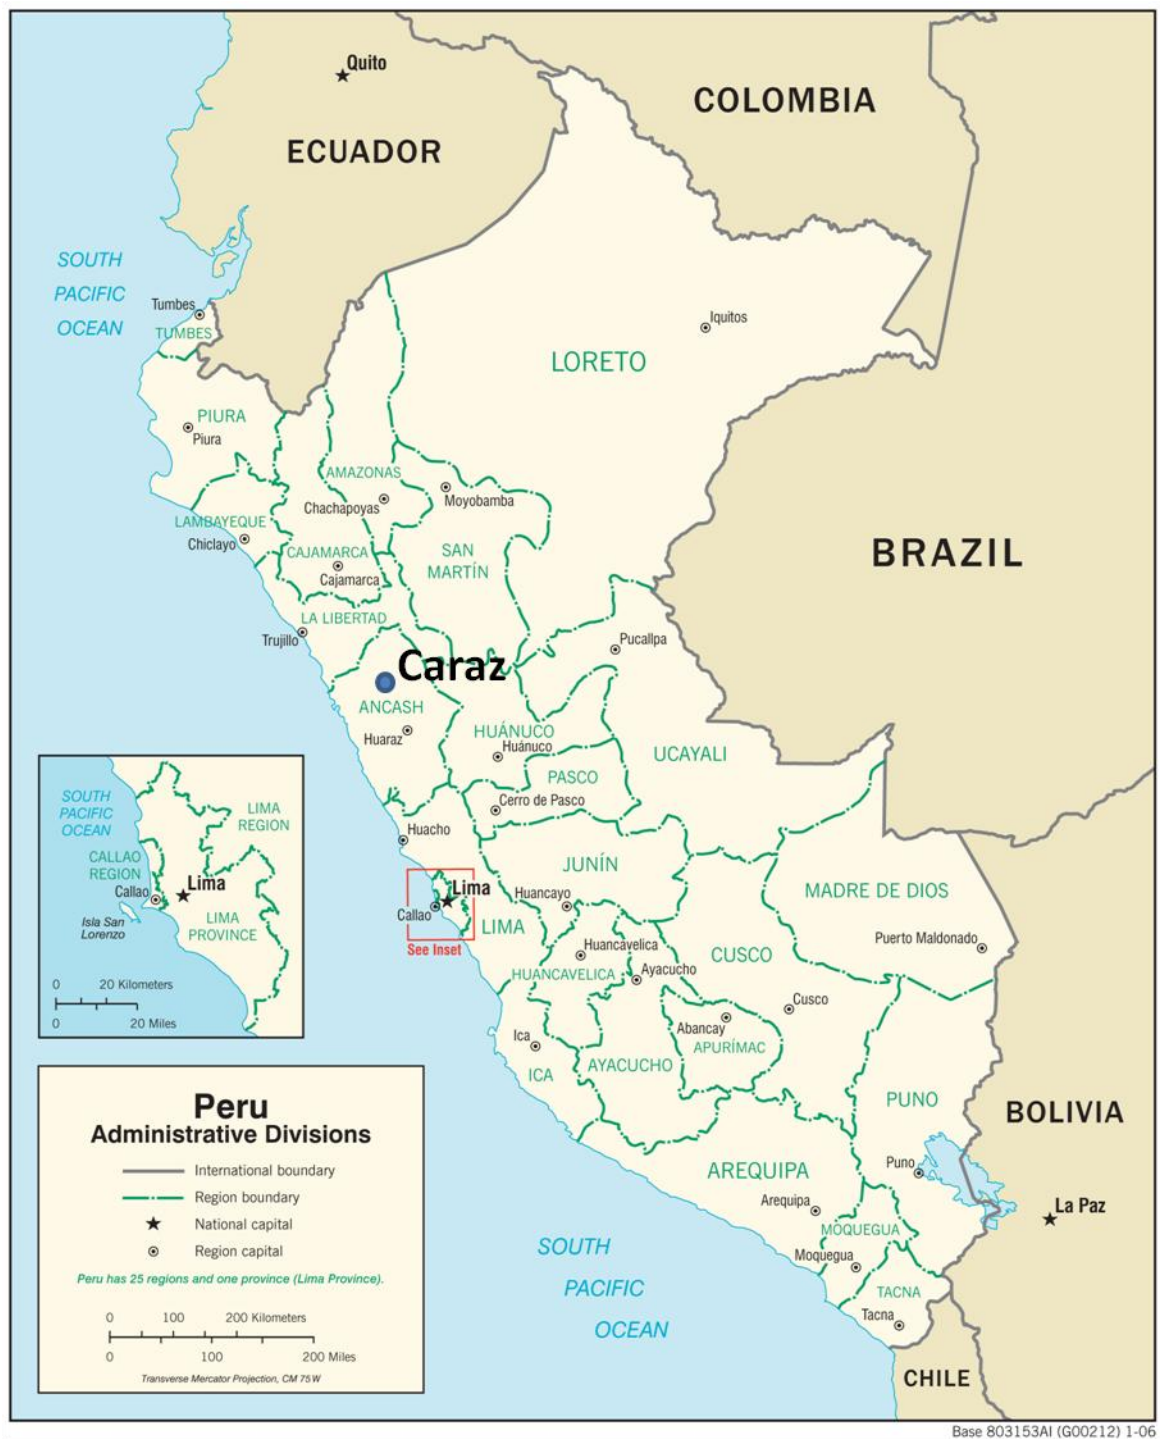 Quito
COLOMBIA
ECUADOR
SOUTH
PACIFIC
OCEAN
Tumbes
TUMBES
Iquitos
LORETO
PIURA
Piura
AMAZONAS
Chachapoyas
Moyobamba
LAMBAYEQUE
Chiclayo
CAJAMARCA
Cajamarca
SAN
MARTÍN
BRAZIL
LA LIBERTAD
Trujillo
Pucallpa
Caraz
ANCASH
Huaraz
HUÁNUCO
Huánuco
UCAYALI
PASCO
Cerro de Pasco
Huacho
JUNÍN
Huancayo
MADRE DE DIOS
Puerto Maldonado
Lima
Callao
LIMA
See Inset
Huancavelica
HUANCAVELICA
Ayacucho
CUSCO
Cusco
Abancay
APURÍMAC
Ica
ICA
AYACUCHO
PUNO
BOLIVIA
Puno
La Paz
AREQUIPA
Arequipa
MOQUEGUA
Moquegua
TACNA
Tacna
CHILE
SOUTH
PACIFIC
OCEAN
SOUTH
PACIFIC
OCEAN
LIMA
REGION
CALLAO
REGION
Callao
Lima
Isla San
Lorenzo
LIMA
PROVINCE
0 20 Kilometers
0 20 Miles
Peru
Administrative Divisions
International boundary
Region boundary
National capital
Region capital
Peru has 25 regions and one province (Lima Province).
0 100 200 Kilometers
0 100 200 Miles
Transverse Mercator Projection, CM 75W
Base 803153AI (G00212) 1-06